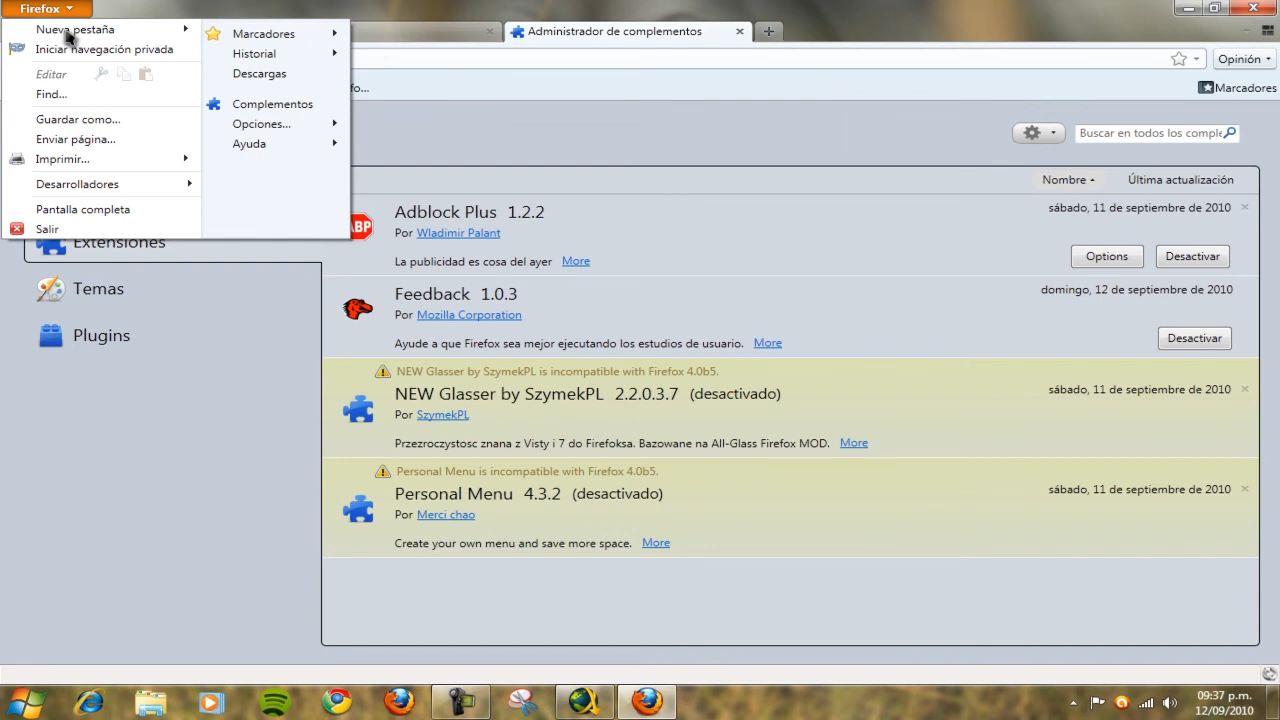 Firefox
Nueva pestaña
Iniciar navegación privada
Editar
Find...
Guardar como...
Enviar página...
Imprimir...
Desarrolladores
Pantalla completa
Salir
Marcadores
Historial
Descargas
Complementos
Opciones...
Ayuda
Administrador de complementos
Opinión
fo...
Marcadores
Buscar en todos los comple
Nombre
Última actualización
Extensiones
Temas
Plugins
ABP
Adblock Plus 1.2.2
sábado, 11 de septiembre de 2010
Por Wladimir Palant
La publicidad es cosa del ayer More
Options
Desactivar
Feedback 1.0.3
domingo, 12 de septiembre de 2010
Por Mozilla Corporation
Ayude a que Firefox sea mejor ejecutando los estudios de usuario. More
Desactivar
NEW Glasser by SzymekPL is incompatible with Firefox 4.0b5.
NEW Glasser by SzymekPL 2.2.0.3.7 (desactivado)
sábado, 11 de septiembre de 2010
Por SzymekPL
Przezroczystosc znana z Visty i 7 do Firefoksa. Bazowane na All-Glass Firefox MOD. More
Personal Menu is incompatible with Firefox 4.0b5.
Personal Menu 4.3.2 (desactivado)
sábado, 11 de septiembre de 2010
Por Merci chao
Create your own menu and save more space. More
09:37 p.m.
12/09/2010